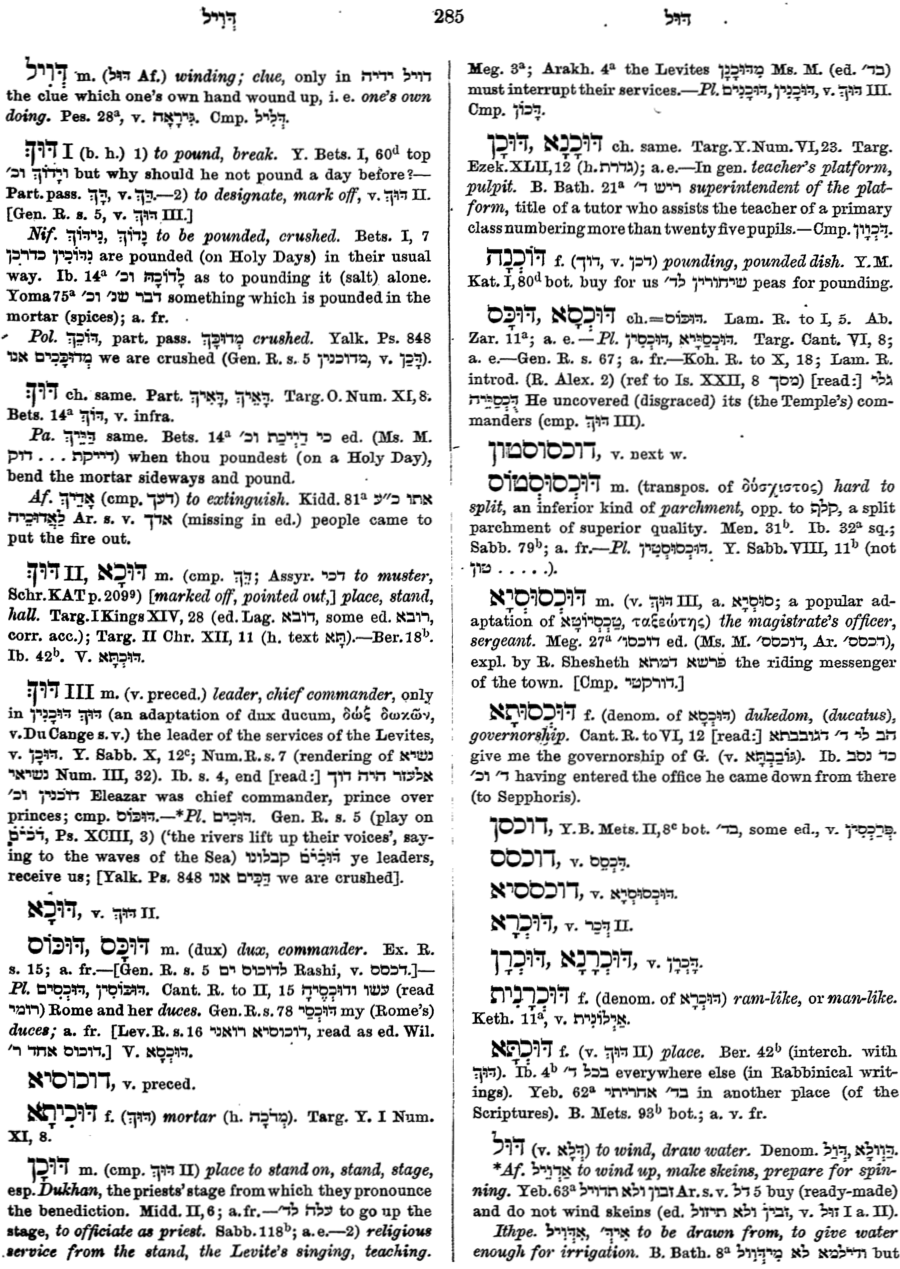 דְּוִיל 285 דּוּל
דְּוִיל m. (דּוּל Af.) winding; clue, only in דויל ידיה
the clue which one's own hand wound up, i. e. one's own
doing. Pes. 28ᵃ, v. גִּירָאָה. Cmp. דְּלִיל.
דּוּךְ I (b. h.) 1) to pound, break. Y. Bets. I, 60ᵈ top
וִידוֹךְ וכ׳ but why should he not pound a day before?—
Part. pass. דָּךְ, v. דַּךְ.—2) to designate, mark off, v. דּוּךְ II.
[Gen. R. s. 5, v. דּוּךְ III.]
Nif. נָדוֹךְ, נִידּוֹךְ to be pounded, crushed. Bets. I, 7
נִדּוֹכִין כדרכן are pounded (on Holy Days) in their usual
way. Ib. 14ᵃ לָדוּכָהּ וכ׳ as to pounding it (salt) alone.
Yoma 75ᵃ דבר שנ׳ וכ׳ something which is pounded in the
mortar (spices); a. fr.
Pol. דּוֹכֵךְ, part. pass. מְדוּכָּךְ crushed. Yalk. Ps. 848
מְדוּכָּכִים אנו we are crushed (Gen. R. s. 5 מדוכנין, v. דָּכַן).
דּוּךְ ch. same. Part. דָּאֵיךְ, דָּיֵאךְ. Targ. O. Num. XI, 8.
Bets. 14ᵃ דּוֹךְ, v. infra.
Pa. דַּיֵּיךְ same. Bets. 14ᵃ כי דַיְיכַת וכ׳ ed. (Ms. M.
דייקת . . . דוק) when thou poundest (on a Holy Day),
bend the mortar sideways and pound.
Af. אָדֵיךְ (cmp. דעך) to extinguish. Kidd. 81ᵃ אתו כ״ע
לַאֲדוּכֵיה Ar. s. v. אדך (missing in ed.) people came to
put the fire out.
דּוּךְ II, דּוּכָא m. (cmp. דַּךְ; Assyr. דכי to muster,
Schr. KAT p. 209⁹) [marked off, pointed out,] place, stand,
hall. Targ. I Kings XIV, 28 (ed. Lag. דובא, some ed. רובא,
corr. acc.); Targ. II Chr. XII, 11 (h. text תָּא).—Ber. 18ᵇ.
Ib. 42ᵇ. V. דּוּכְתָּא.
דּוּךְ III m. (v. preced.) leader, chief commander, only
in דּוּךְ דּוּכָנִין (an adaptation of dux ducum, δώξ δωκῶν,
v. Du Cange s. v.) the leader of the services of the Levites,
v. דּוּכָן. Y. Sabb. X, 12ᶜ; Num. R. s. 7 (rendering of נשיא
נשיאי Num. III, 32). Ib. s. 4, end [read:] אלעזר היה דוך
דוכנין וכ׳ Eleazar was chief commander, prince over
princes; cmp. דּוּכּוֹס.—*Pl. דּוּכִים. Gen. R. s. 5 (play on
דָּכְיָם, Ps. XCIII, 3) ('the rivers lift up their voices', say-
ing to the waves of the Sea) דּוּכִים קבלונו ye leaders,
receive us; [Yalk. Ps. 848 דַּכִּים אנו we are crushed].
דּוּכָא, v. דּוּךְ II.
דּוּכָּס, דּוּכּוֹס m. (dux) dux, commander. Ex. R.
s. 15; a. fr.—[Gen. R. s. 5 לדוכוס ים Rashi, v. דכסס.]—
Pl. דּוּכּוֹסִין, דּוּכְּסִים. Cant. R. to II, 15 עשו ודוכְסֶיהָ (read
רומי) Rome and her duces. Gen. R. s. 78 דּוּכְסַי my (Rome's)
duces; a. fr. [Lev. R. s. 16 דוכוסיא רואני, read as ed. Wil.
דוכוס אחד ר׳.] V. דּוּכְסָא.
דוכוסיא, v. preced.
דּוּכִיתָא f. (דּוּךְ) mortar (h. מְדֹכָה). Targ. Y. I Num.
XI, 8.
דּוּכָן m. (cmp. דּוּךְ II) place to stand on, stand, stage,
esp. Dukhan, the priests' stage from which they pronounce
the benediction. Midd. II, 6; a. fr.—עלה לד׳ to go up the
stage, to officiate as priest. Sabb. 118ᵇ; a. e.—2) religious
service from the stand, the Levite's singing, teaching.
Meg. 3ᵃ; Arakh. 4ᵃ the Levites מִדּוּכָנָן Ms. M. (ed. בד׳)
must interrupt their services.—Pl. דּוּכָנִין, דּוּכָנִים, v. דּוּךְ III.
Cmp. דָּכוֹן.
דּוּכָן, דּוּכְנָא ch. same. Targ. Y. Num. VI, 23. Targ.
Ezek. XLII, 12 (h. גדרת); a. e.—In gen. teacher's platform,
pulpit. B. Bath. 21ᵃ ריש ד׳ superintendent of the plat-
form, title of a tutor who assists the teacher of a primary
class numbering more than twenty five pupils.—Cmp. דִּכְוָון.
דוֹכְנָה f. (דוך, v. דכן) pounding, pounded dish. Y. M.
Kat. I, 80ᵈ bot. buy for us שיחורין לד׳ peas for pounding.
דּוּכָּס, דּוּכְסָא ch.=דּוּכּוֹס. Lam. R. to I, 5. Ab.
Zar. 11ᵃ; a. e.—Pl. דּוּכְסִין, דּוּכְסַיָּא. Targ. Cant. VI, 8;
a. e.—Gen. R. s. 67; a. fr.—Koh. R. to X, 18; Lam. R.
introd. (R. Alex. 2) (ref to Is. XXII, 8 מסך) [read:] גלי
דּוּכְסַיֵּיהּ He uncovered (disgraced) its (the Temple's) com-
manders (cmp. דּוּךְ III).
דוכסוסטון, v. next w.
דּוּכְסוּסְטוֹס m. (transpos. of δύσχιστος) hard to
split, an inferior kind of parchment, opp. to קְלָף, a split
parchment of superior quality. Men. 31ᵇ. Ib. 32ᵃ sq.;
Sabb. 79ᵇ; a. fr.—Pl. דּוּכְסוּסְטִין. Y. Sabb. VIII, 11ᵇ (not
טון . . . . .).
דּוּכְסוּסְיָא m. (v. דּוּךְ III, a. סוּסְיָא; a popular ad-
aptation of טַכְסְיוֹטָא, ταξεώτης) the magistrate's officer,
sergeant. Meg. 27ᵃ דוכסו׳ ed. (Ms. M. דוכסס׳, Ar. דכסס׳),
expl. by R. Shesheth פרשא דמתא the riding messenger
of the town. [Cmp. דורקטי.]
דּוּכְסוּתָא f. (denom. of דּוּכְסָא) dukedom, (ducatus),
governorship. Cant. R. to VI, 12 [read:] הב לי ד׳ דגובבתא
give me the governorship of G. (v. גּוֹבַבְתָּא). Ib. כד נסב
ד׳ וכ׳ having entered the office he came down from there
(to Sepphoris).
דוכסן, Y. B. Mets. II, 8ᶜ bot. בד׳, some ed., v. פְּרַכְסִין.
דוכסס, v. דְּכְסֵס.
דוכסיסא, v. דּוּכְסוּסְיָא.
דּוּכְרָא, v. דְּכַר II.
דּוּכְרָן, דּוּכְרָנָא, v. דָּכְרָן.
דּוּכְרָנִית f. (denom. of דּוּכְרָא) ram-like, or man-like.
Keth. 11ᵃ, v. אַיְלוֹנִית.
דּוּכְתָּא f. (v. דּוּךְ II) place. Ber. 42ᵇ (interch. with
דּוּךְ). Ib. 4ᵇ בכל ד׳ everywhere else (in Rabbinical writ-
ings). Yeb. 62ᵃ בד׳ אחריתי in another place (of the
Scriptures). B. Mets. 93ᵇ bot.; a. v. fr.
דּוּל (v. דְּלָא) to wind, draw water. Denom. דְּוַל, דַּוְולָא.
*Af. אַדְוֵיל to wind up, make skeins, prepare for spin-
ning. Yeb. 63ᵃ זבון ולא תדויל Ar. s. v. דל 5 buy (ready-made)
and do not wind skeins (ed. זבין ולא תיזול, v. זוּל I a. II).
Ithpe. אִדְּוִיל, אִיד׳ to be drawn from, to give water
enough for irrigation. B. Bath. 8ᵃ ודילמא לא מִידְּוִול but